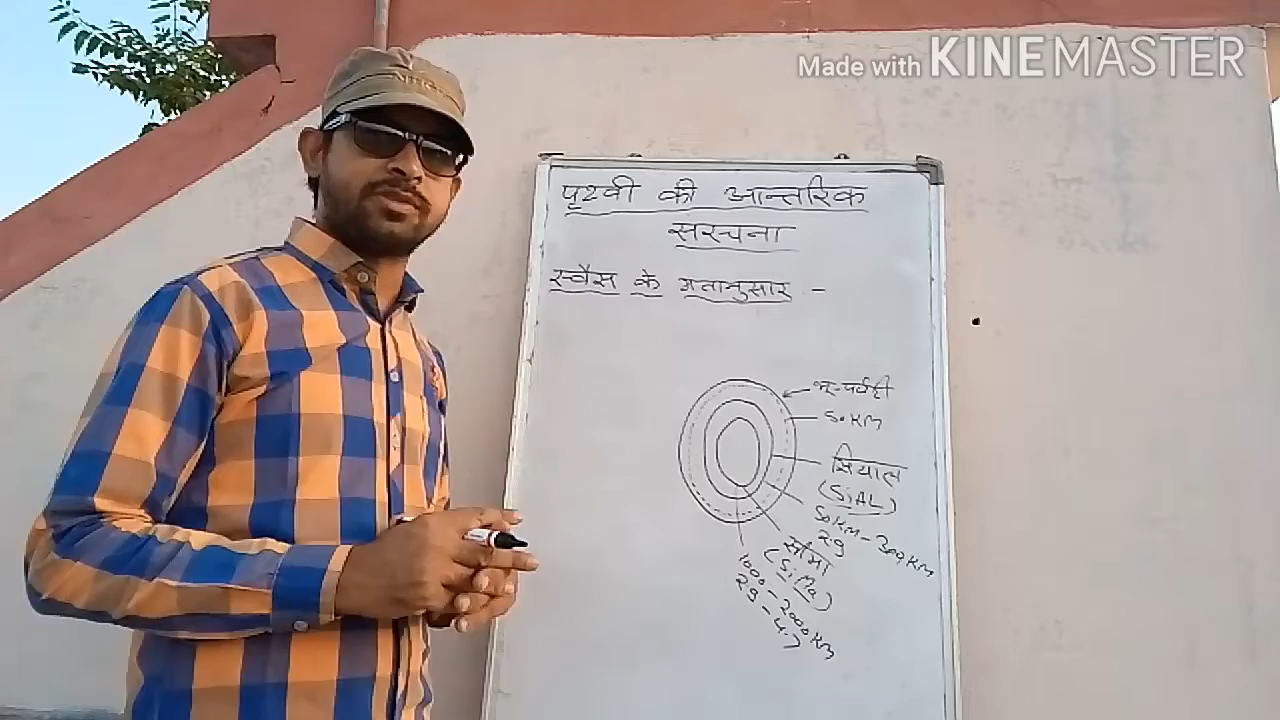 Made with KINEMASTER
पृथ्वी की आन्तरिक
सरचना
स्वैस के मतानुसार :-
भू-पर्पटी
50 KM
सियाल
(SiAL)
50 KM - 300 KM
2.9
सीमा
(SiMa)
1000 - 2000 KM
2.9 - 4.7